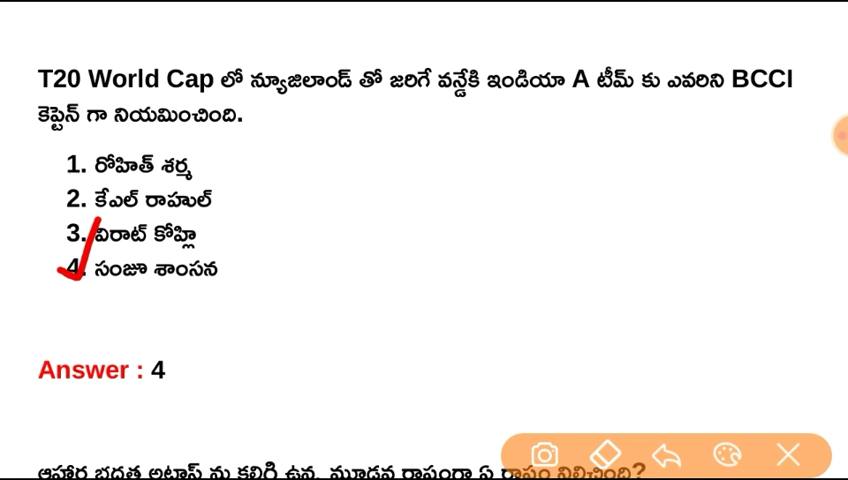 T20 World Cap లో న్యూజిలాండ్ తో జరిగే వన్డేకి ఇండియా A టీమ్ కు ఎవరిని BCCI
కెప్టెన్ గా నియమించింది.
1. రోహిత్ శర్మ
2. కేఎల్ రాహుల్
3. విరాట్ కోహ్లి
4. సంజూ శాంసన
Answer : 4
ఆహార భద్రత అట్లాస్ ను కలిగి ఉన్న మూడవ రాష్ట్రంగా ఏ రాష్ట్రం నిలిచింది?